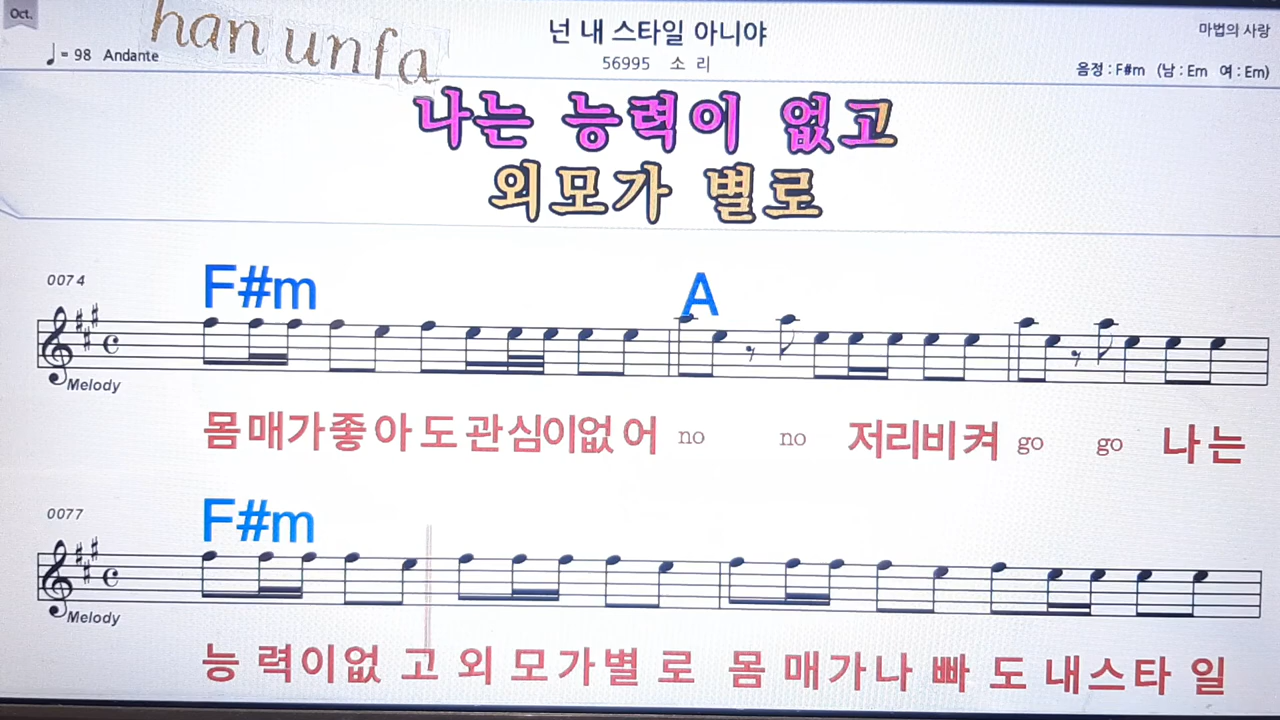 Oct.
han unfa
넌 내 스타일 아니야
마법의 사랑
♩= 98 Andante
56995 소 리
음정 : F#m (남 : Em 여 : Em)
나는 능력이 없고
외모가 별로
0074
F#m A
Melody
몸매가좋아도관심이없어 no no 저리비켜 go go 나는
0077
F#m
Melody
능력이없고외모가별로 몸매가나빠도내스타일